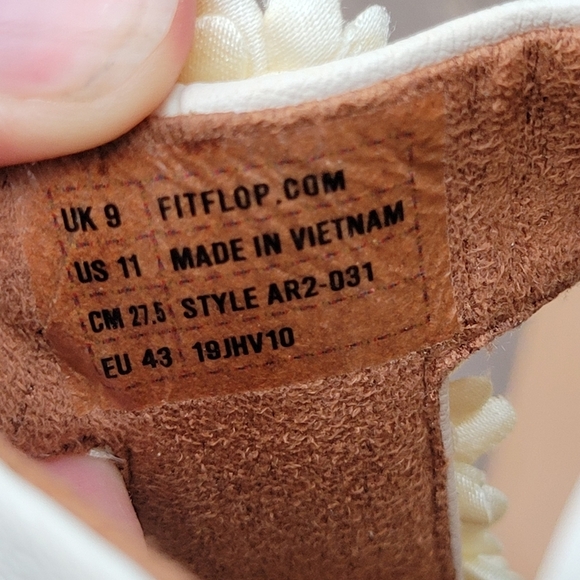 UK 9 FITFLOP.COM
US 11 MADE IN VIETNAM
CM 27.5 STYLE AR2-031
EU 43 19JHV10